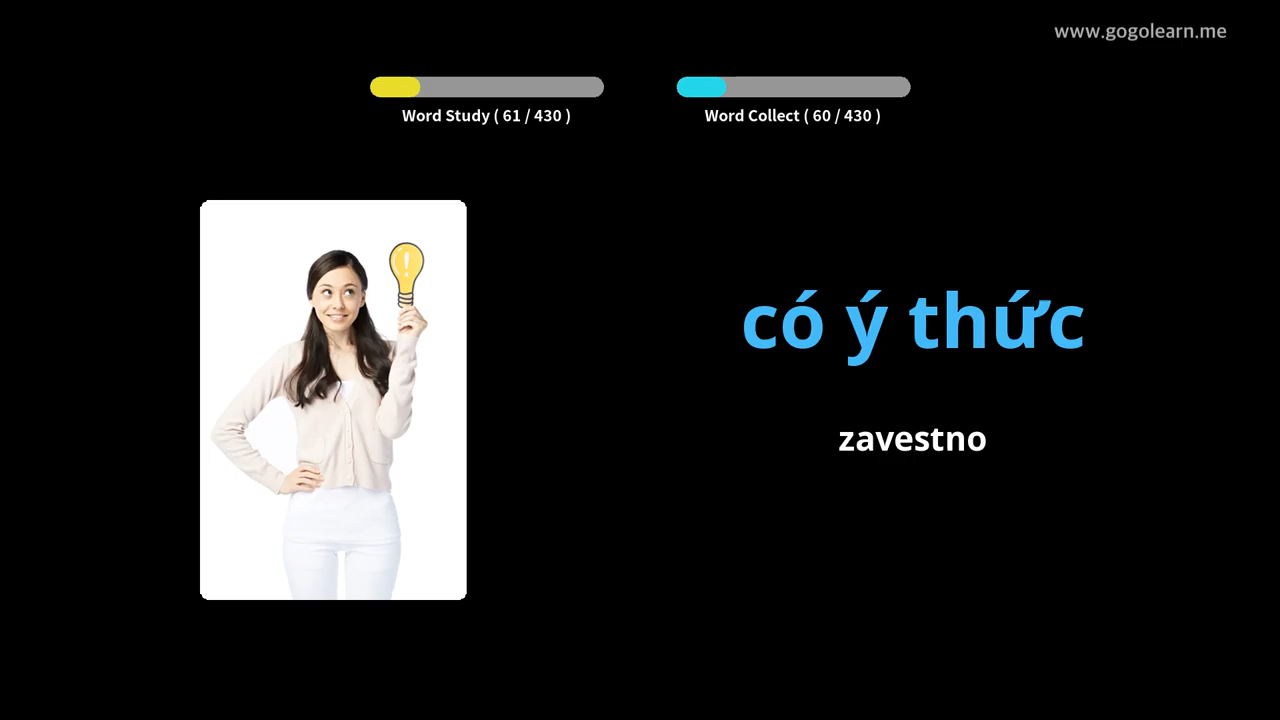 www.gogolearn.me
Word Study ( 61 / 430 )
Word Collect ( 60 / 430 )
có ý thức
zavestno